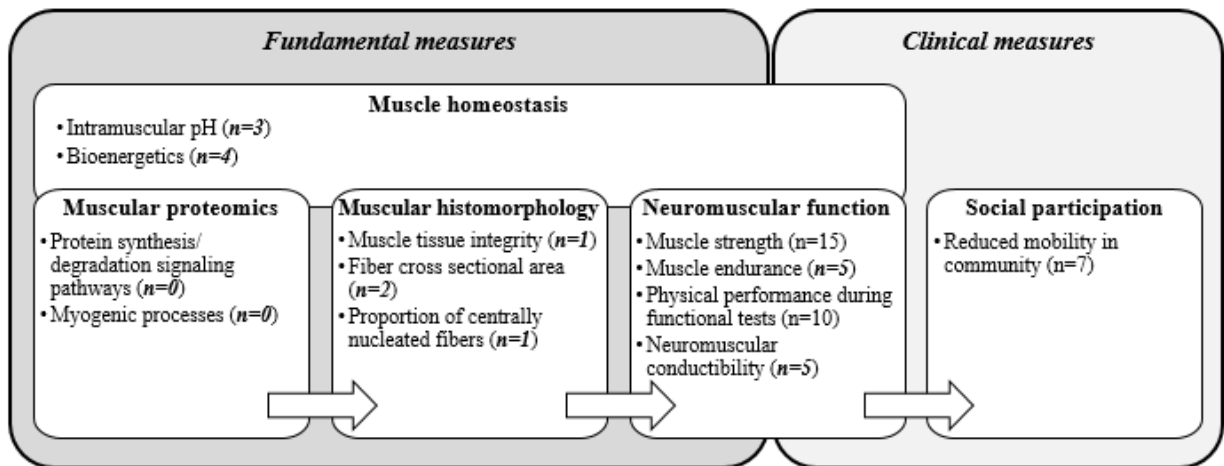 Fundamental measures
Clinical measures
Muscle homeostasis
• Intramuscular pH (n=3)
• Bioenergetics (n=4)
Muscular proteomics
• Protein synthesis/
degradation signaling
pathways (n=0)
• Myogenic processes (n=0)
Muscular histomorphology
• Muscle tissue integrity (n=1)
• Fiber cross sectional area
(n=2)
• Proportion of centrally
nucleated fibers (n=1)
Neuromuscular function
• Muscle strength (n=15)
• Muscle endurance (n=5)
• Physical performance during
functional tests (n=10)
• Neuromuscular
conductibility (n=5)
Social participation
• Reduced mobility in
community (n=7)